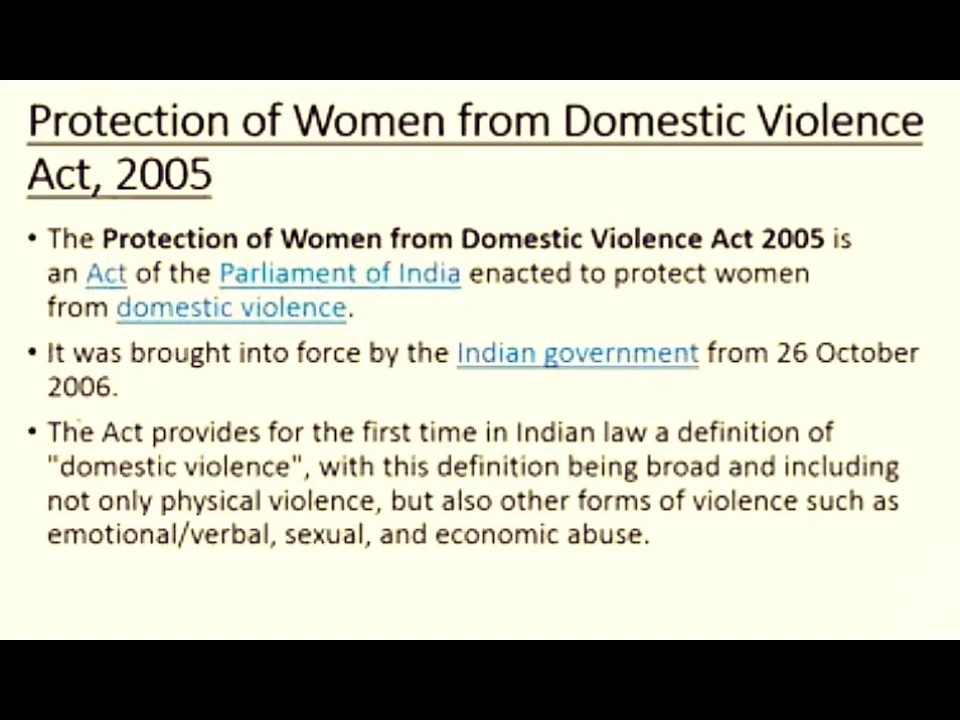 Protection of Women from Domestic Violence
Act, 2005
• The Protection of Women from Domestic Violence Act 2005 is
an Act of the Parliament of India enacted to protect women
from domestic violence.
• It was brought into force by the Indian government from 26 October
2006.
• The Act provides for the first time in Indian law a definition of
"domestic violence", with this definition being broad and including
not only physical violence, but also other forms of violence such as
emotional/verbal, sexual, and economic abuse.